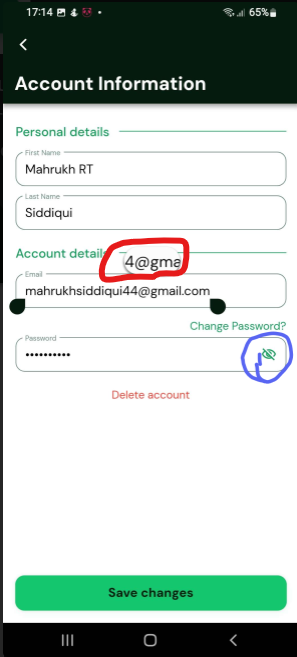 17:14
65%
Account Information
Personal details
First Name
Mahrukh RT
Last Name
Siddiqui
Account details
4@gma
Email
mahrukhsiddiqui44@gmail.com
Change Password?
Password
••••••••••
Delete account
Save changes